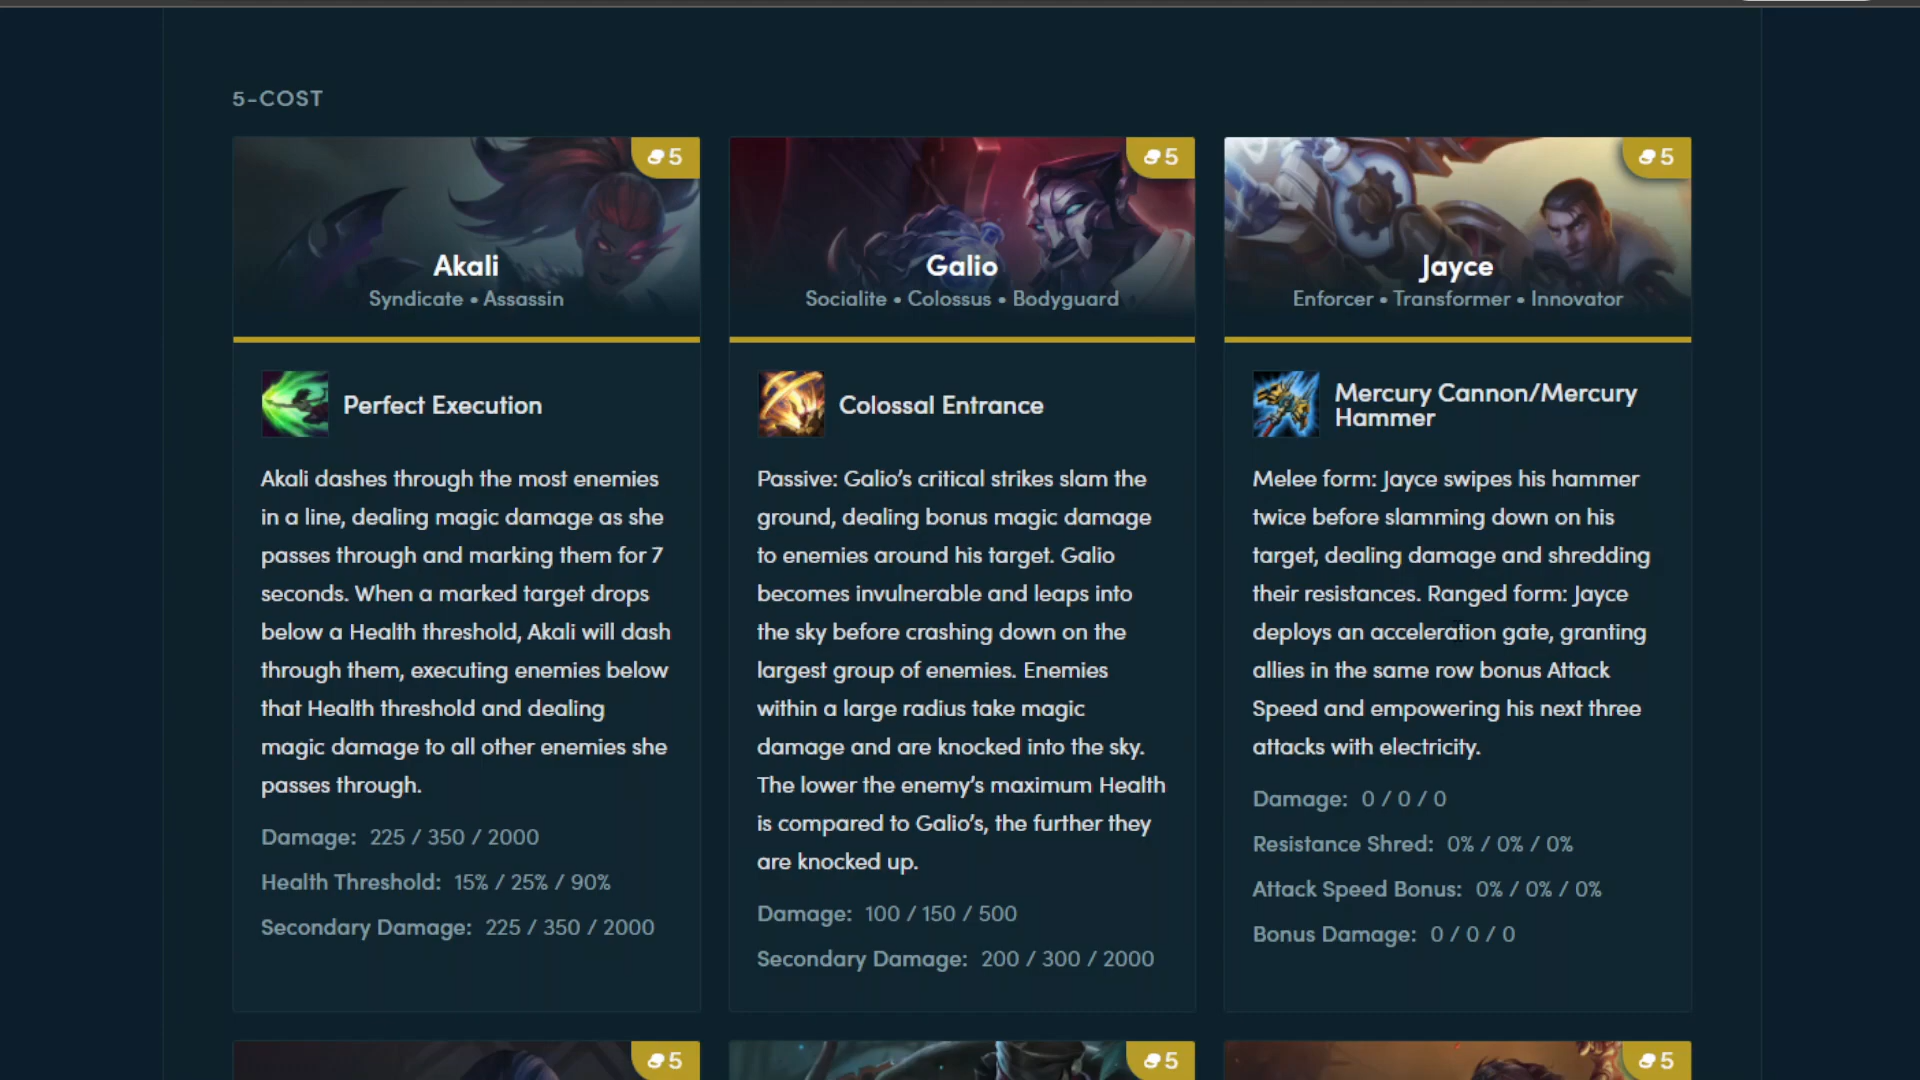 5-COST
5
Akali
Syndicate • Assassin
Perfect Execution
Akali dashes through the most enemies
in a line, dealing magic damage as she
passes through and marking them for 7
seconds. When a marked target drops
below a Health threshold, Akali will dash
through them, executing enemies below
that Health threshold and dealing
magic damage to all other enemies she
passes through.
Damage: 225 / 350 / 2000
Health Threshold: 15% / 25% / 90%
Secondary Damage: 225 / 350 / 2000
5
Galio
Socialite • Colossus • Bodyguard
Colossal Entrance
Passive: Galio’s critical strikes slam the
ground, dealing bonus magic damage
to enemies around his target. Galio
becomes invulnerable and leaps into
the sky before crashing down on the
largest group of enemies. Enemies
within a large radius take magic
damage and are knocked into the sky.
The lower the enemy’s maximum Health
is compared to Galio’s, the further they
are knocked up.
Damage: 100 / 150 / 500
Secondary Damage: 200 / 300 / 2000
5
Jayce
Enforcer • Transformer • Innovator
Mercury Cannon/Mercury
Hammer
Melee form: Jayce swipes his hammer
twice before slamming down on his
target, dealing damage and shredding
their resistances. Ranged form: Jayce
deploys an acceleration gate, granting
allies in the same row bonus Attack
Speed and empowering his next three
attacks with electricity.
Damage: 0 / 0 / 0
Resistance Shred: 0% / 0% / 0%
Attack Speed Bonus: 0% / 0% / 0%
Bonus Damage: 0 / 0 / 0
5
5
5